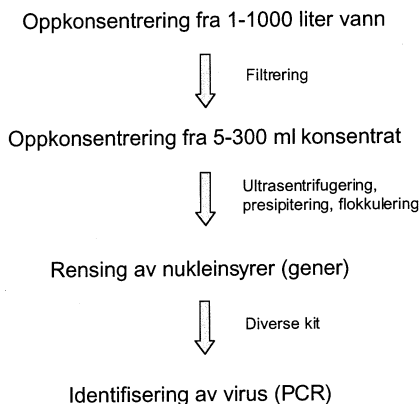 Oppkonsentrering fra 1-1000 liter vann
Filtrering
Oppkonsentrering fra 5-300 ml konsentrat
Ultrasentrifugering,
presipitering, flokkulering
Rensing av nukleinsyrer (gener)
Diverse kit
Identifisering av virus (PCR)